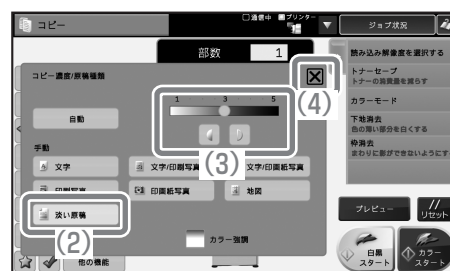 コピー
通信中
プリンター
ジョブ状況
部数 1
コピー濃度/原稿種類
自動
1 3 5
(3)
(4)
手動
文字
文字/印刷写真
文字/印画紙写真
印刷写真
印画紙写真
地図
淡い原稿
(2)
カラー強調
他の機能
読み込み解像度を選択する
トナーセーブ
トナーの消費量を減らす
カラーモード
下地消去
色の薄い部分を白くする
枠消去
まわりに影ができないようにす
プレビュー
リセット
白黒
スタート
カラー
スタート